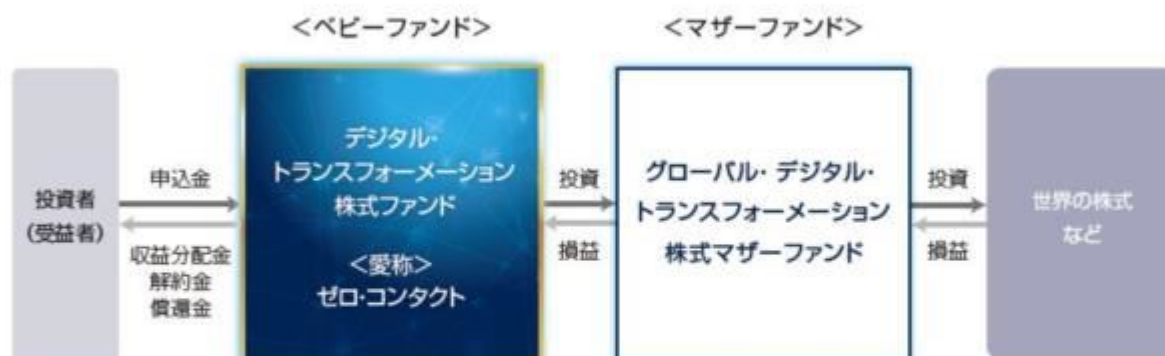 ＜ベビーファンド＞
＜マザーファンド＞
投資者
(受益者)
申込金
収益分配金
解約金
償還金
デジタル・
トランスフォーメーション
株式ファンド
＜愛称＞
ゼロ・コンタクト
投資
損益
グローバル・デジタル・
トランスフォーメーション
株式マザーファンド
投資
損益
世界の株式
など